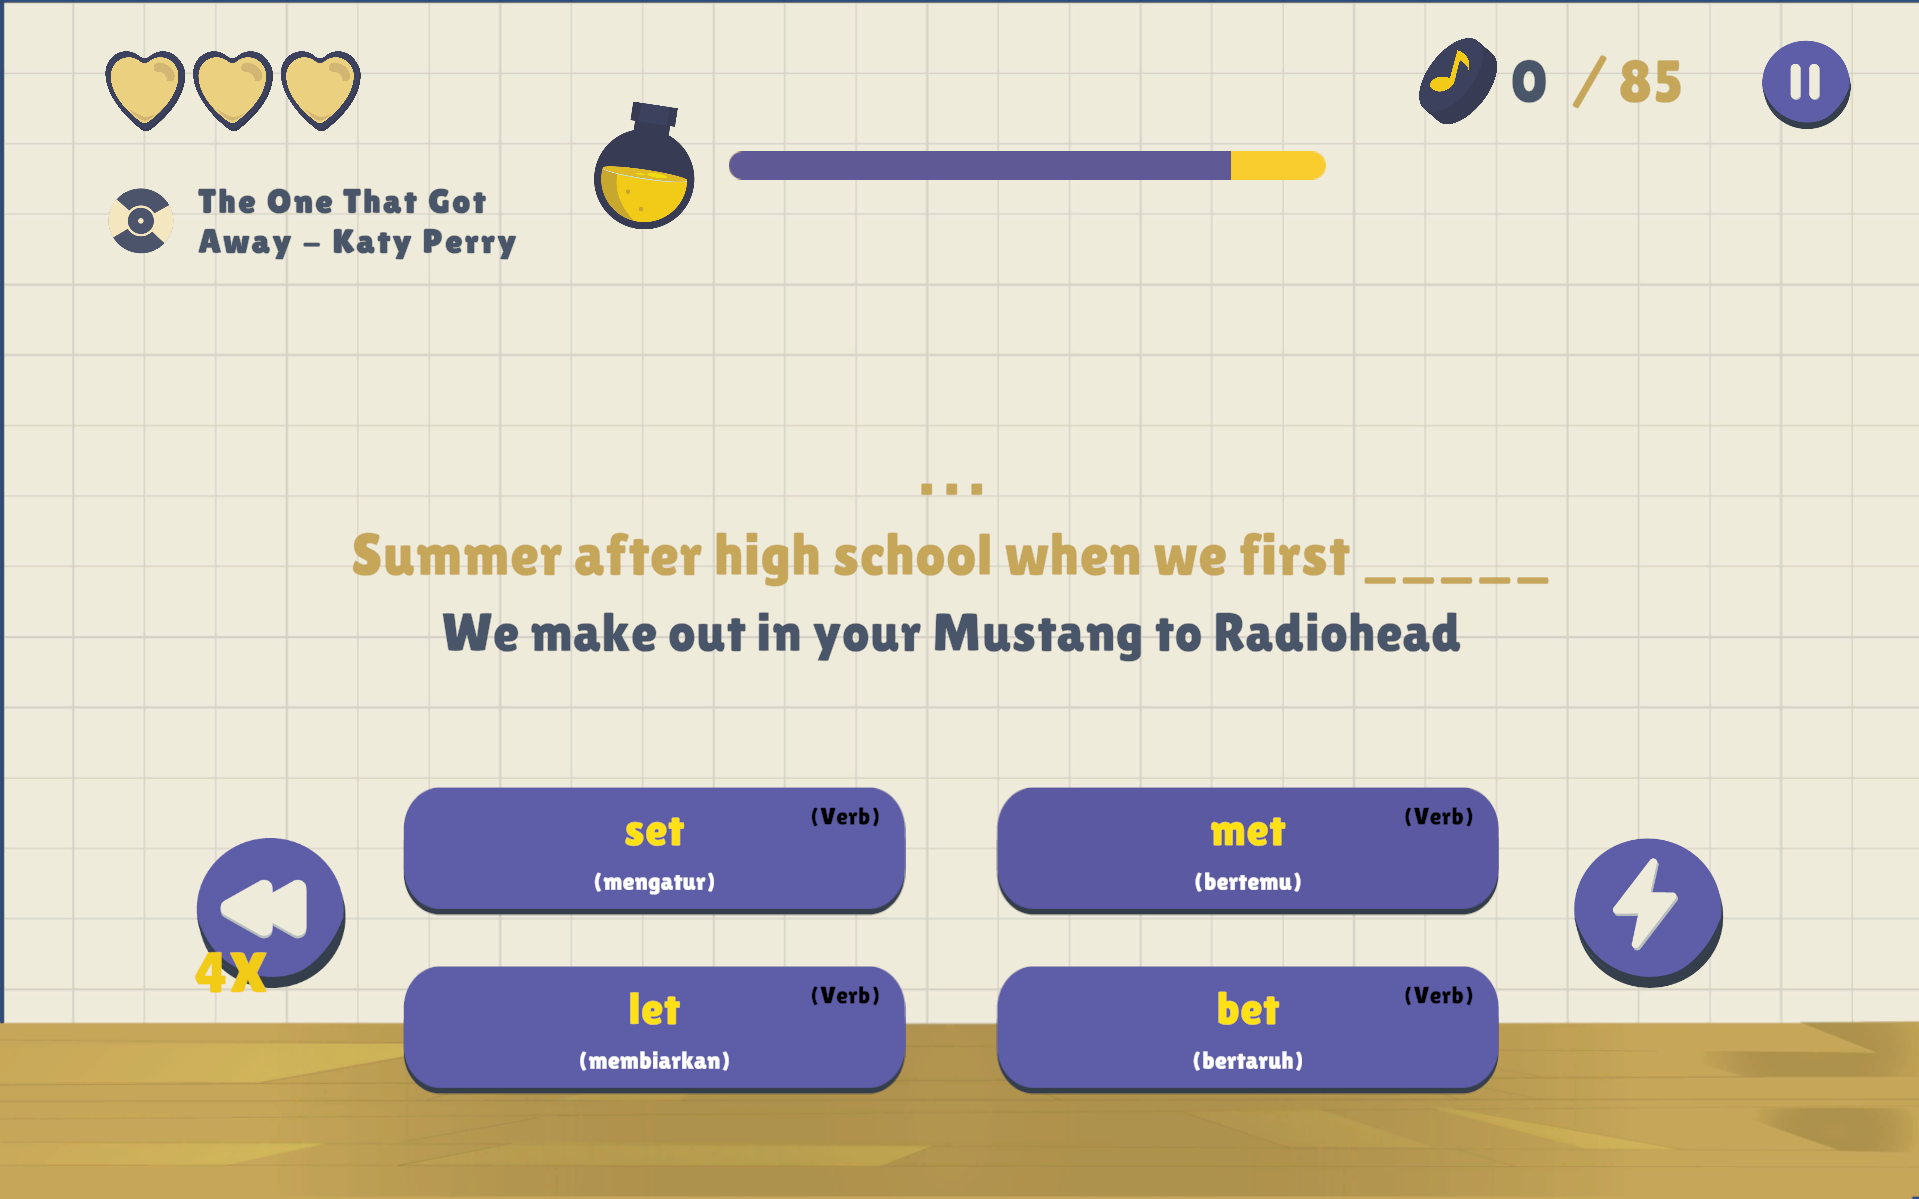 0 / 85
The One That Got
Away – Katy Perry
...
Summer after high school when we first _____
We make out in your Mustang to Radiohead
set (Verb)
(mengatur)
met (Verb)
(bertemu)
4X
let (Verb)
(membiarkan)
bet (Verb)
(bertaruh)